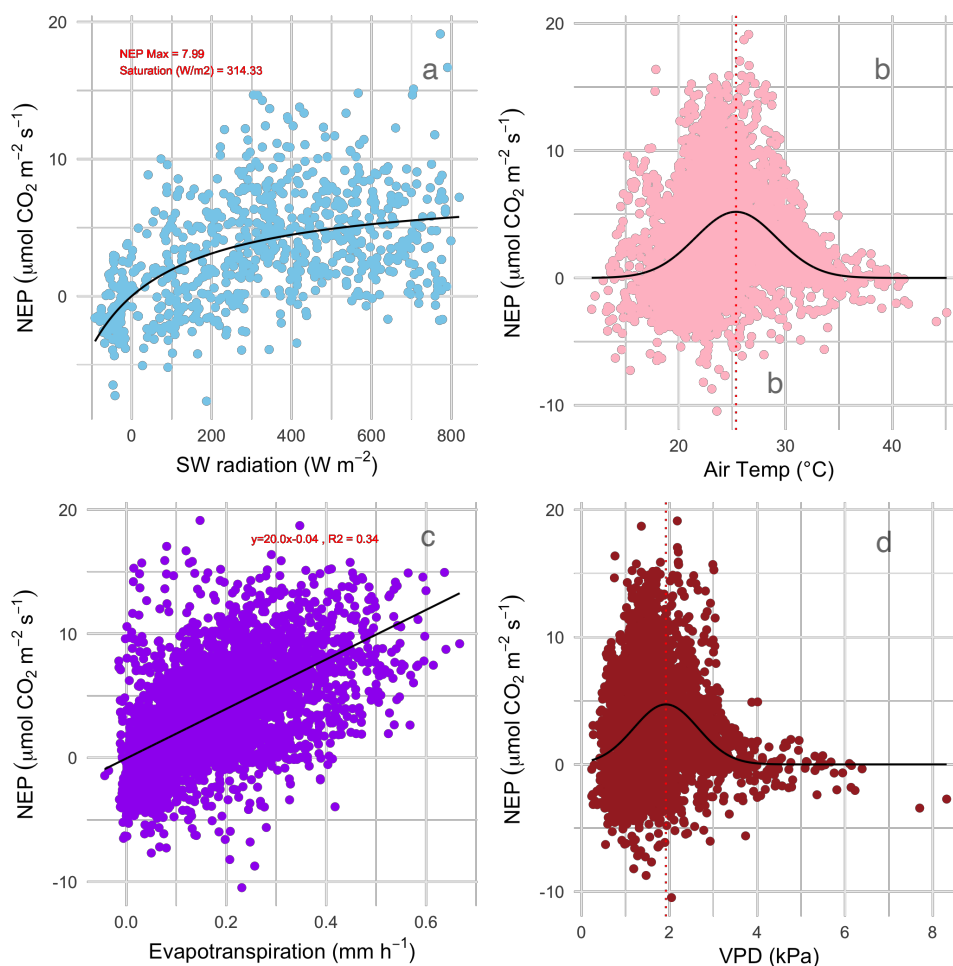 NEP (μmol CO₂ m⁻² s⁻¹)
20
10
0
NEP Max = 7.99
Saturation (W/m2) = 314.33
a
0
200
400
600
800
SW radiation (W m⁻²)
NEP (μmol CO₂ m⁻² s⁻¹)
20
10
0
-10
b
b
20
30
40
Air Temp (°C)
NEP (μmol CO₂ m⁻² s⁻¹)
20
10
0
-10
y=20.0x-0.04 , R2 = 0.34
c
0.0
0.2
0.4
0.6
Evapotranspiration (mm h⁻¹)
NEP (μmol CO₂ m⁻² s⁻¹)
20
10
0
-10
d
0
2
4
6
8
VPD (kPa)